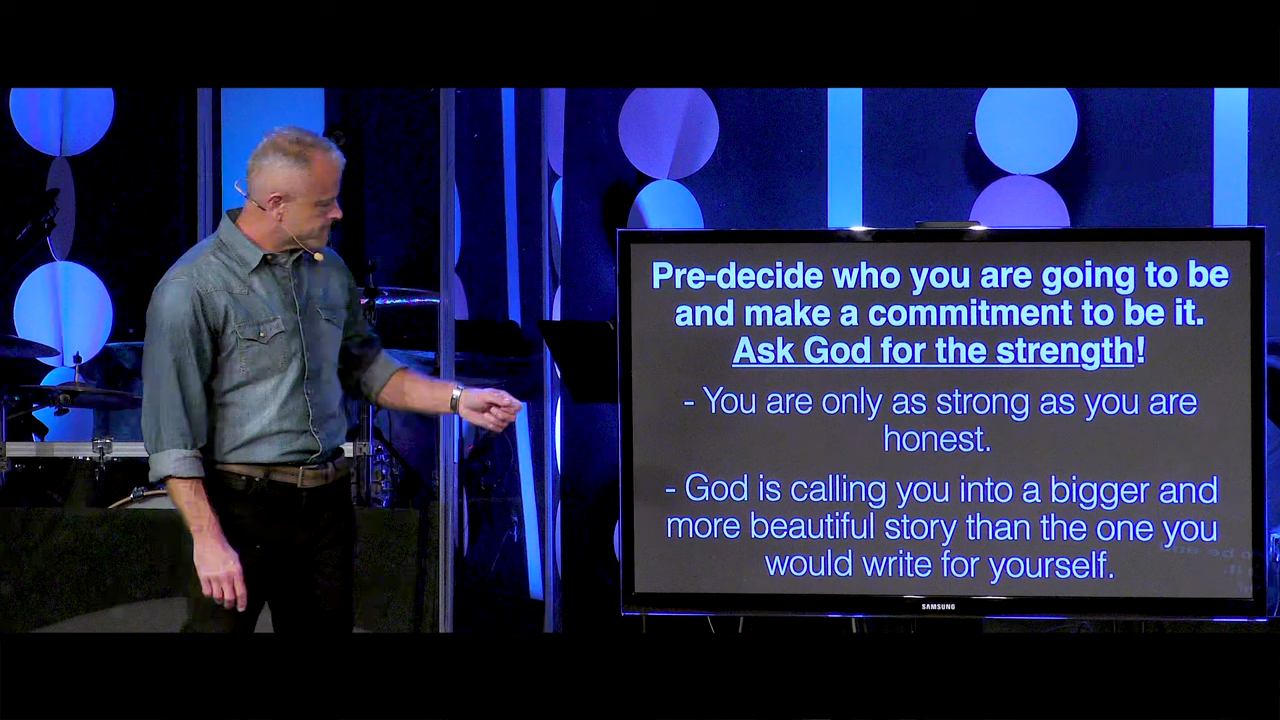 Pre-decide who you are going to be
and make a commitment to be it.
Ask God for the strength!
- You are only as strong as you are
honest.
- God is calling you into a bigger and
more beautiful story than the one you
would write for yourself.
SAMSUNG